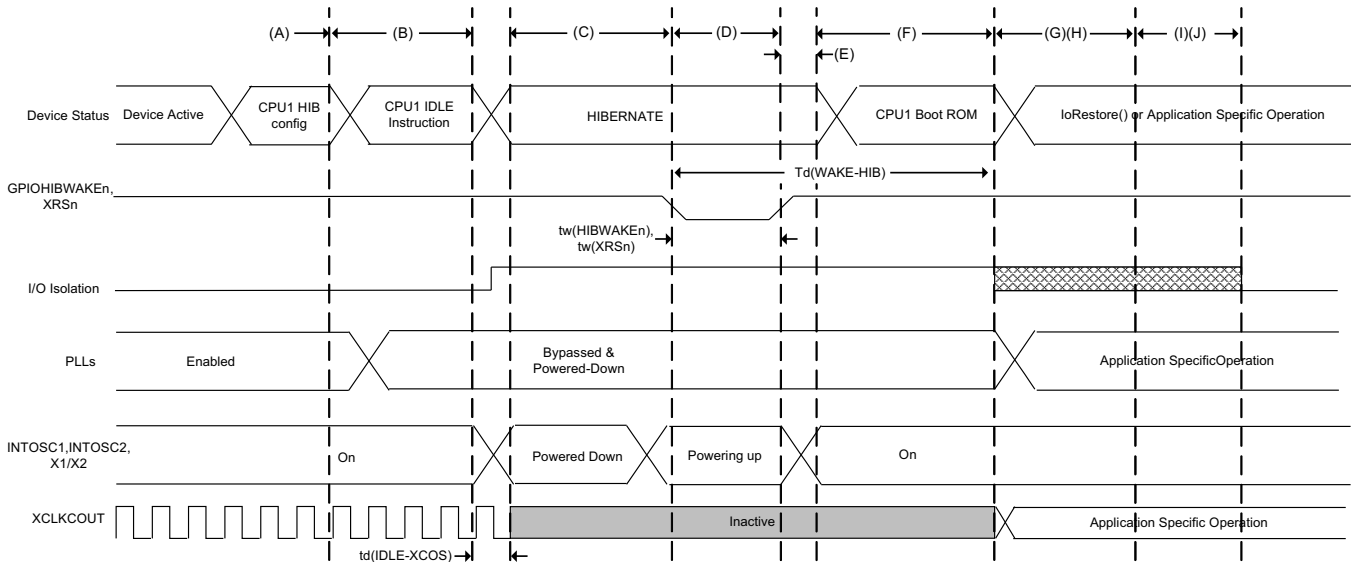 (A)
(B)
(C)
(D)
(E)
(F)
(G)(H)
(I)(J)
Device Status
Device Active
CPU1 HIB
config
CPU1 IDLE
Instruction
HIBERNATE
CPU1 Boot ROM
IoRestore() or Application Specific Operation
Td(WAKE-HIB)
GPIOHIBWAKEn,
XRSn
tw(HIBWAKEn),
tw(XRSn)
I/O Isolation
PLLs
Enabled
Bypassed &
Powered-Down
Application SpecificOperation
INTOSC1,INTOSC2,
X1/X2
On
Powered Down
Powering up
On
XCLKCOUT
Inactive
Application Specific Operation
td(IDLE-XCOS)